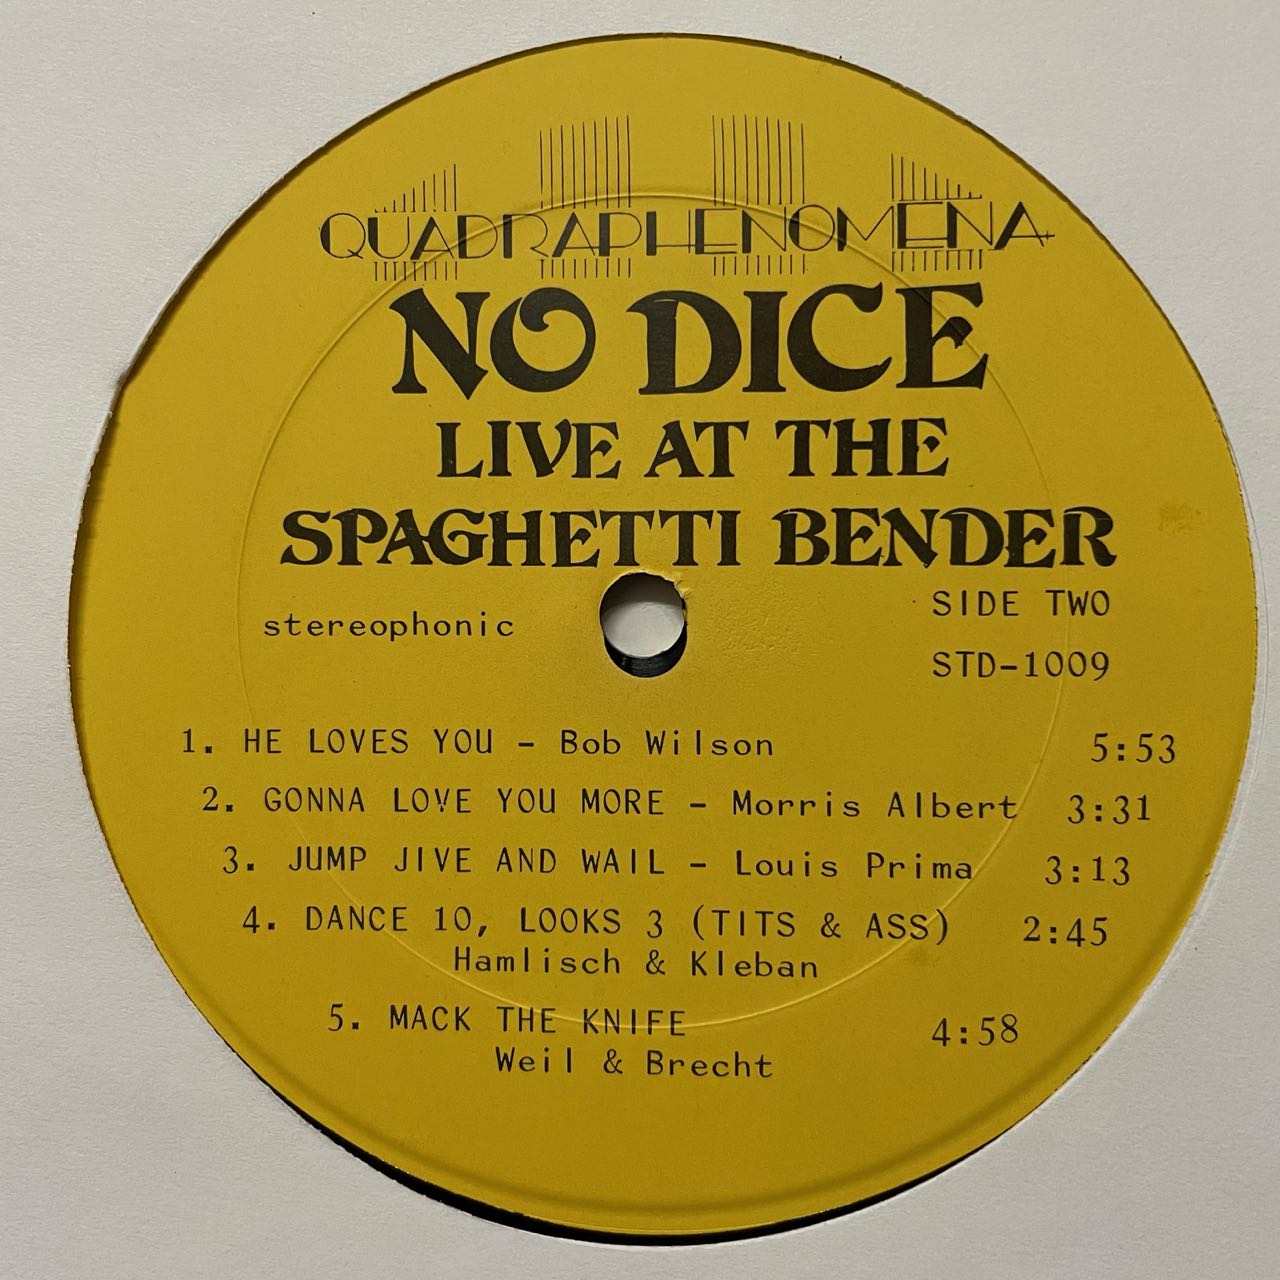 QUADRAPHENOMENA
NO DICE
LIVE AT THE
SPAGHETTI BENDER
stereophonic
SIDE TWO
STD-1009
1. HE LOVES YOU - Bob Wilson 5:53
2. GONNA LOVE YOU MORE - Morris Albert 3:31
3. JUMP JIVE AND WAIL - Louis Prima 3:13
4. DANCE 10, LOOKS 3 (TITS & ASS) 2:45
Hamlisch & Kleban
5. MACK THE KNIFE 4:58
Weil & Brecht